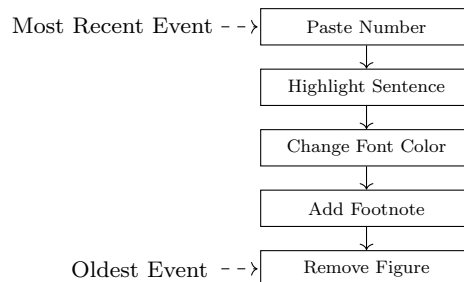 Most Recent Event
Paste Number
Highlight Sentence
Change Font Color
Add Footnote
Oldest Event
Remove Figure